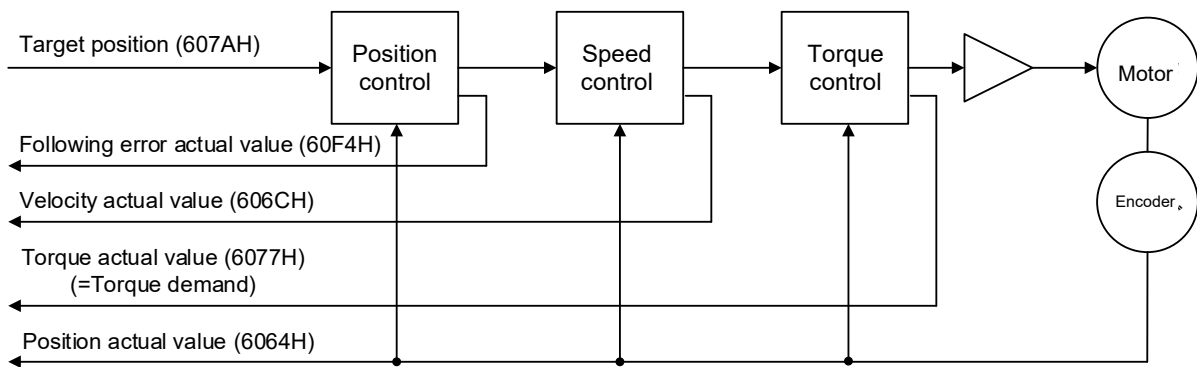 Target position (607AH)
Position
control
Speed
control
Torque
control
Motor
Following error actual value (60F4H)
Velocity actual value (606CH)
Encoder
Torque actual value (6077H)
(=Torque demand)
Position actual value (6064H)